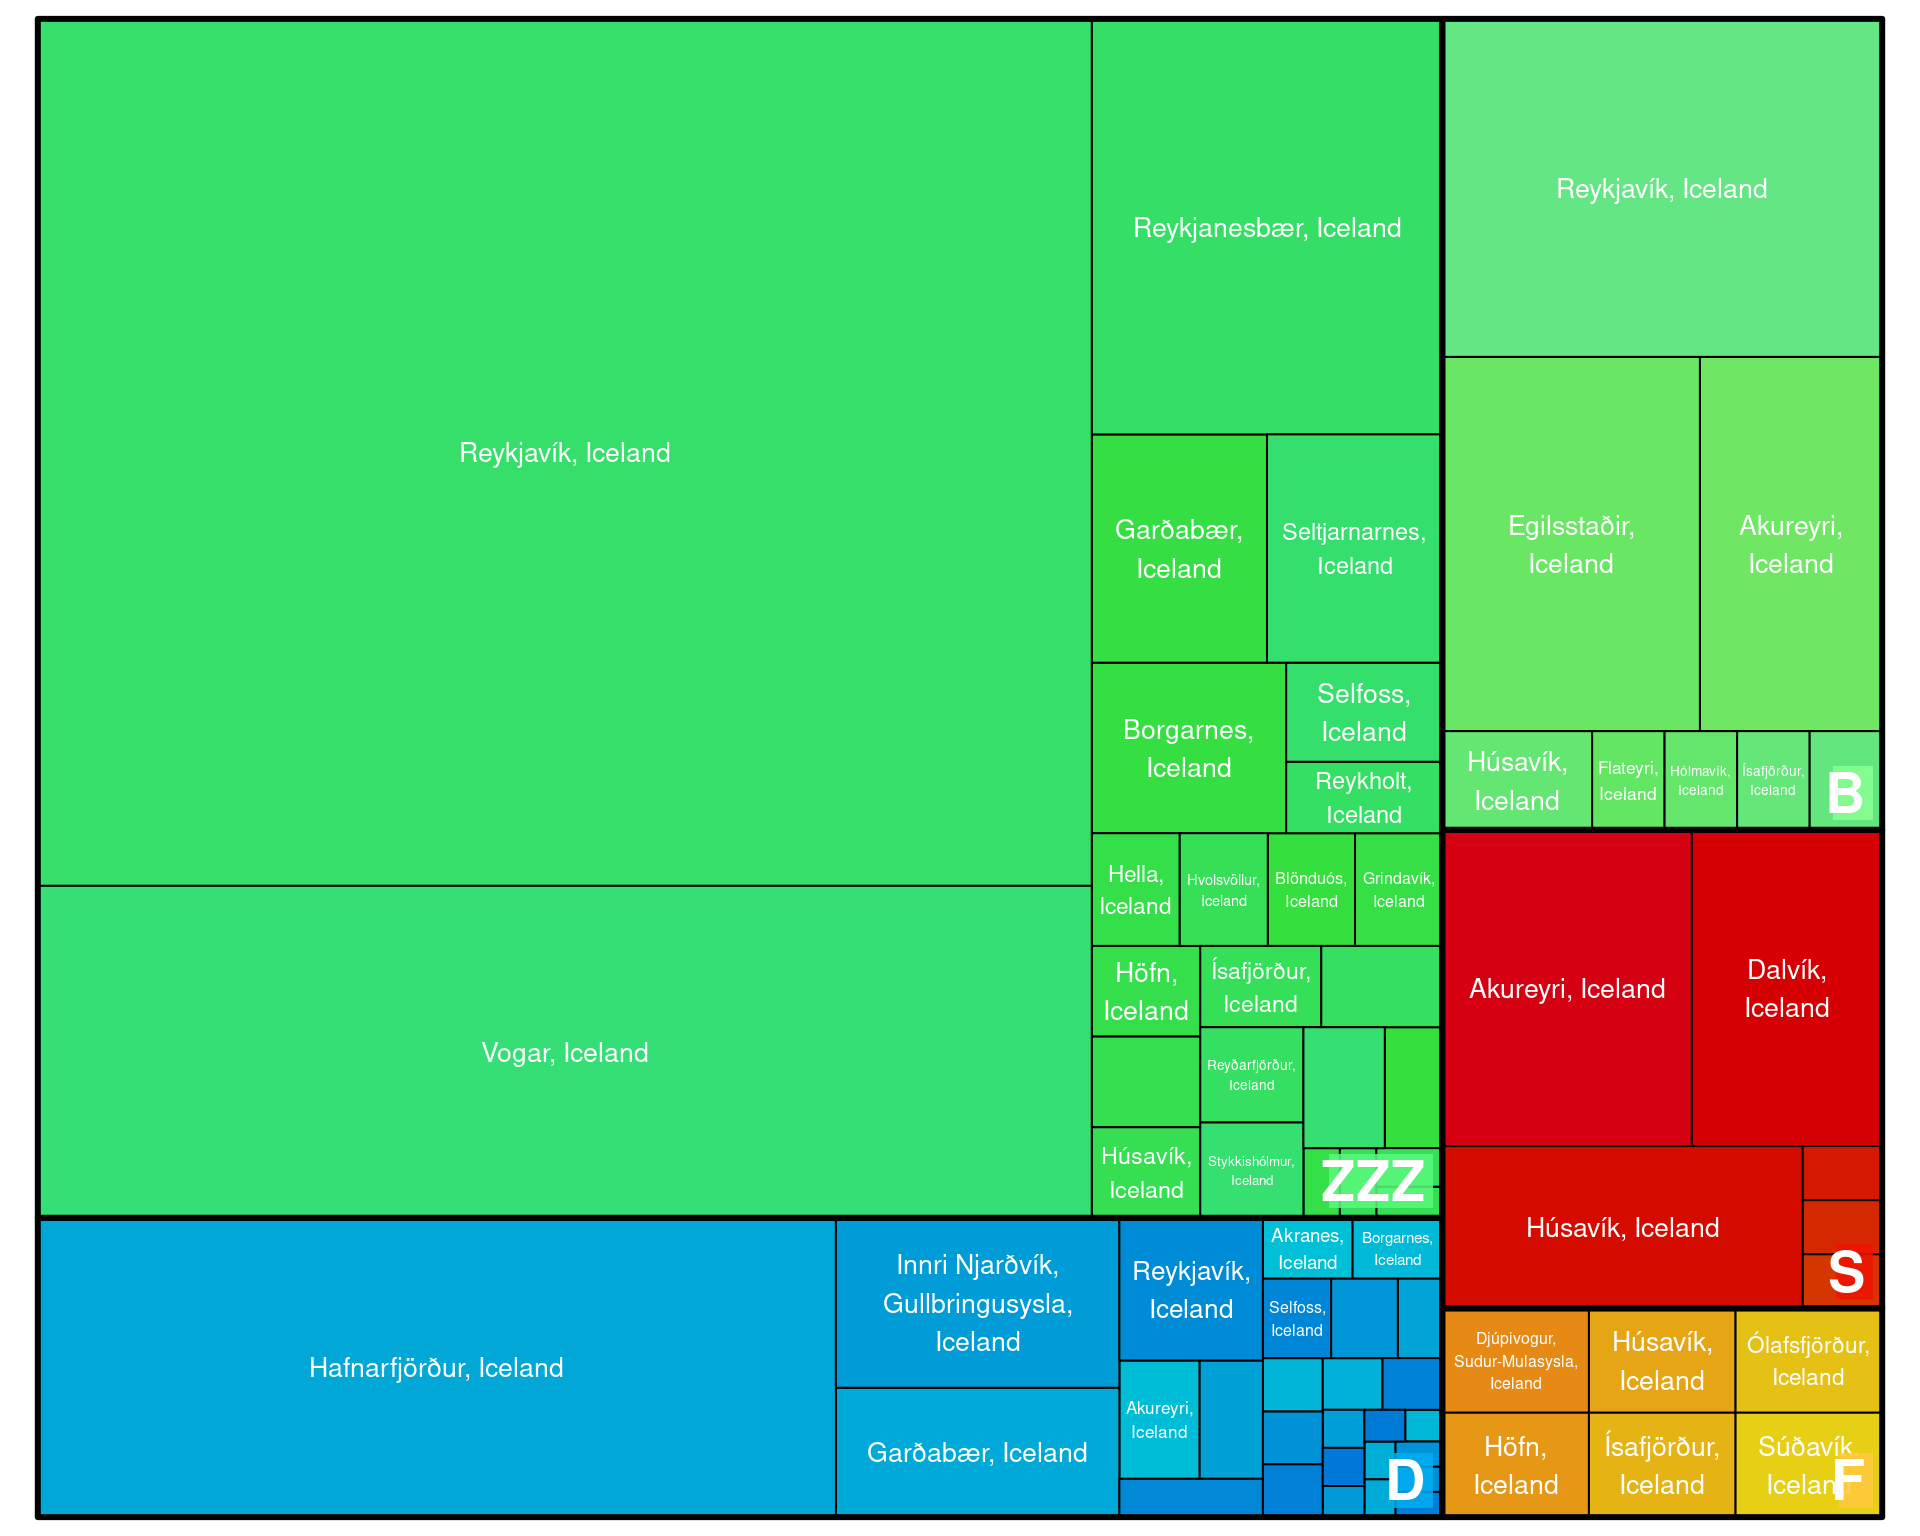 Reykjavík, Iceland
Vogar, Iceland
Reykjanesbær, Iceland
Garðabær,
Iceland
Seltjarnarnes,
Iceland
Borgarnes,
Iceland
Selfoss,
Iceland
Reykholt,
Iceland
Hella,
Iceland
Hvolsvöllur,
Iceland
Blönduós,
Iceland
Grindavík,
Iceland
Höfn,
Iceland
Ísafjörður,
Iceland
Reyðarfjörður,
Iceland
Húsavík,
Iceland
Stykkishólmur,
Iceland
ZZZ
Hafnarfjörður, Iceland
Innri Njarðvík,
Gullbringusysla,
Iceland
Garðabær, Iceland
Reykjavík,
Iceland
Akureyri,
Iceland
Akranes,
Iceland
Borgarnes,
Iceland
Selfoss,
Iceland
D
Reykjavík, Iceland
Egilsstaðir,
Iceland
Akureyri,
Iceland
Húsavík,
Iceland
Flateyri,
Iceland
Hólmavík,
Iceland
Ísafjörður,
Iceland
B
Akureyri, Iceland
Dalvík,
Iceland
Húsavík, Iceland
S
Djúpivogur,
Sudur-Mulasysla,
Iceland
Húsavík,
Iceland
Ólafsfjörður,
Iceland
Höfn,
Iceland
Ísafjörður,
Iceland
Súðavík,
Iceland
F